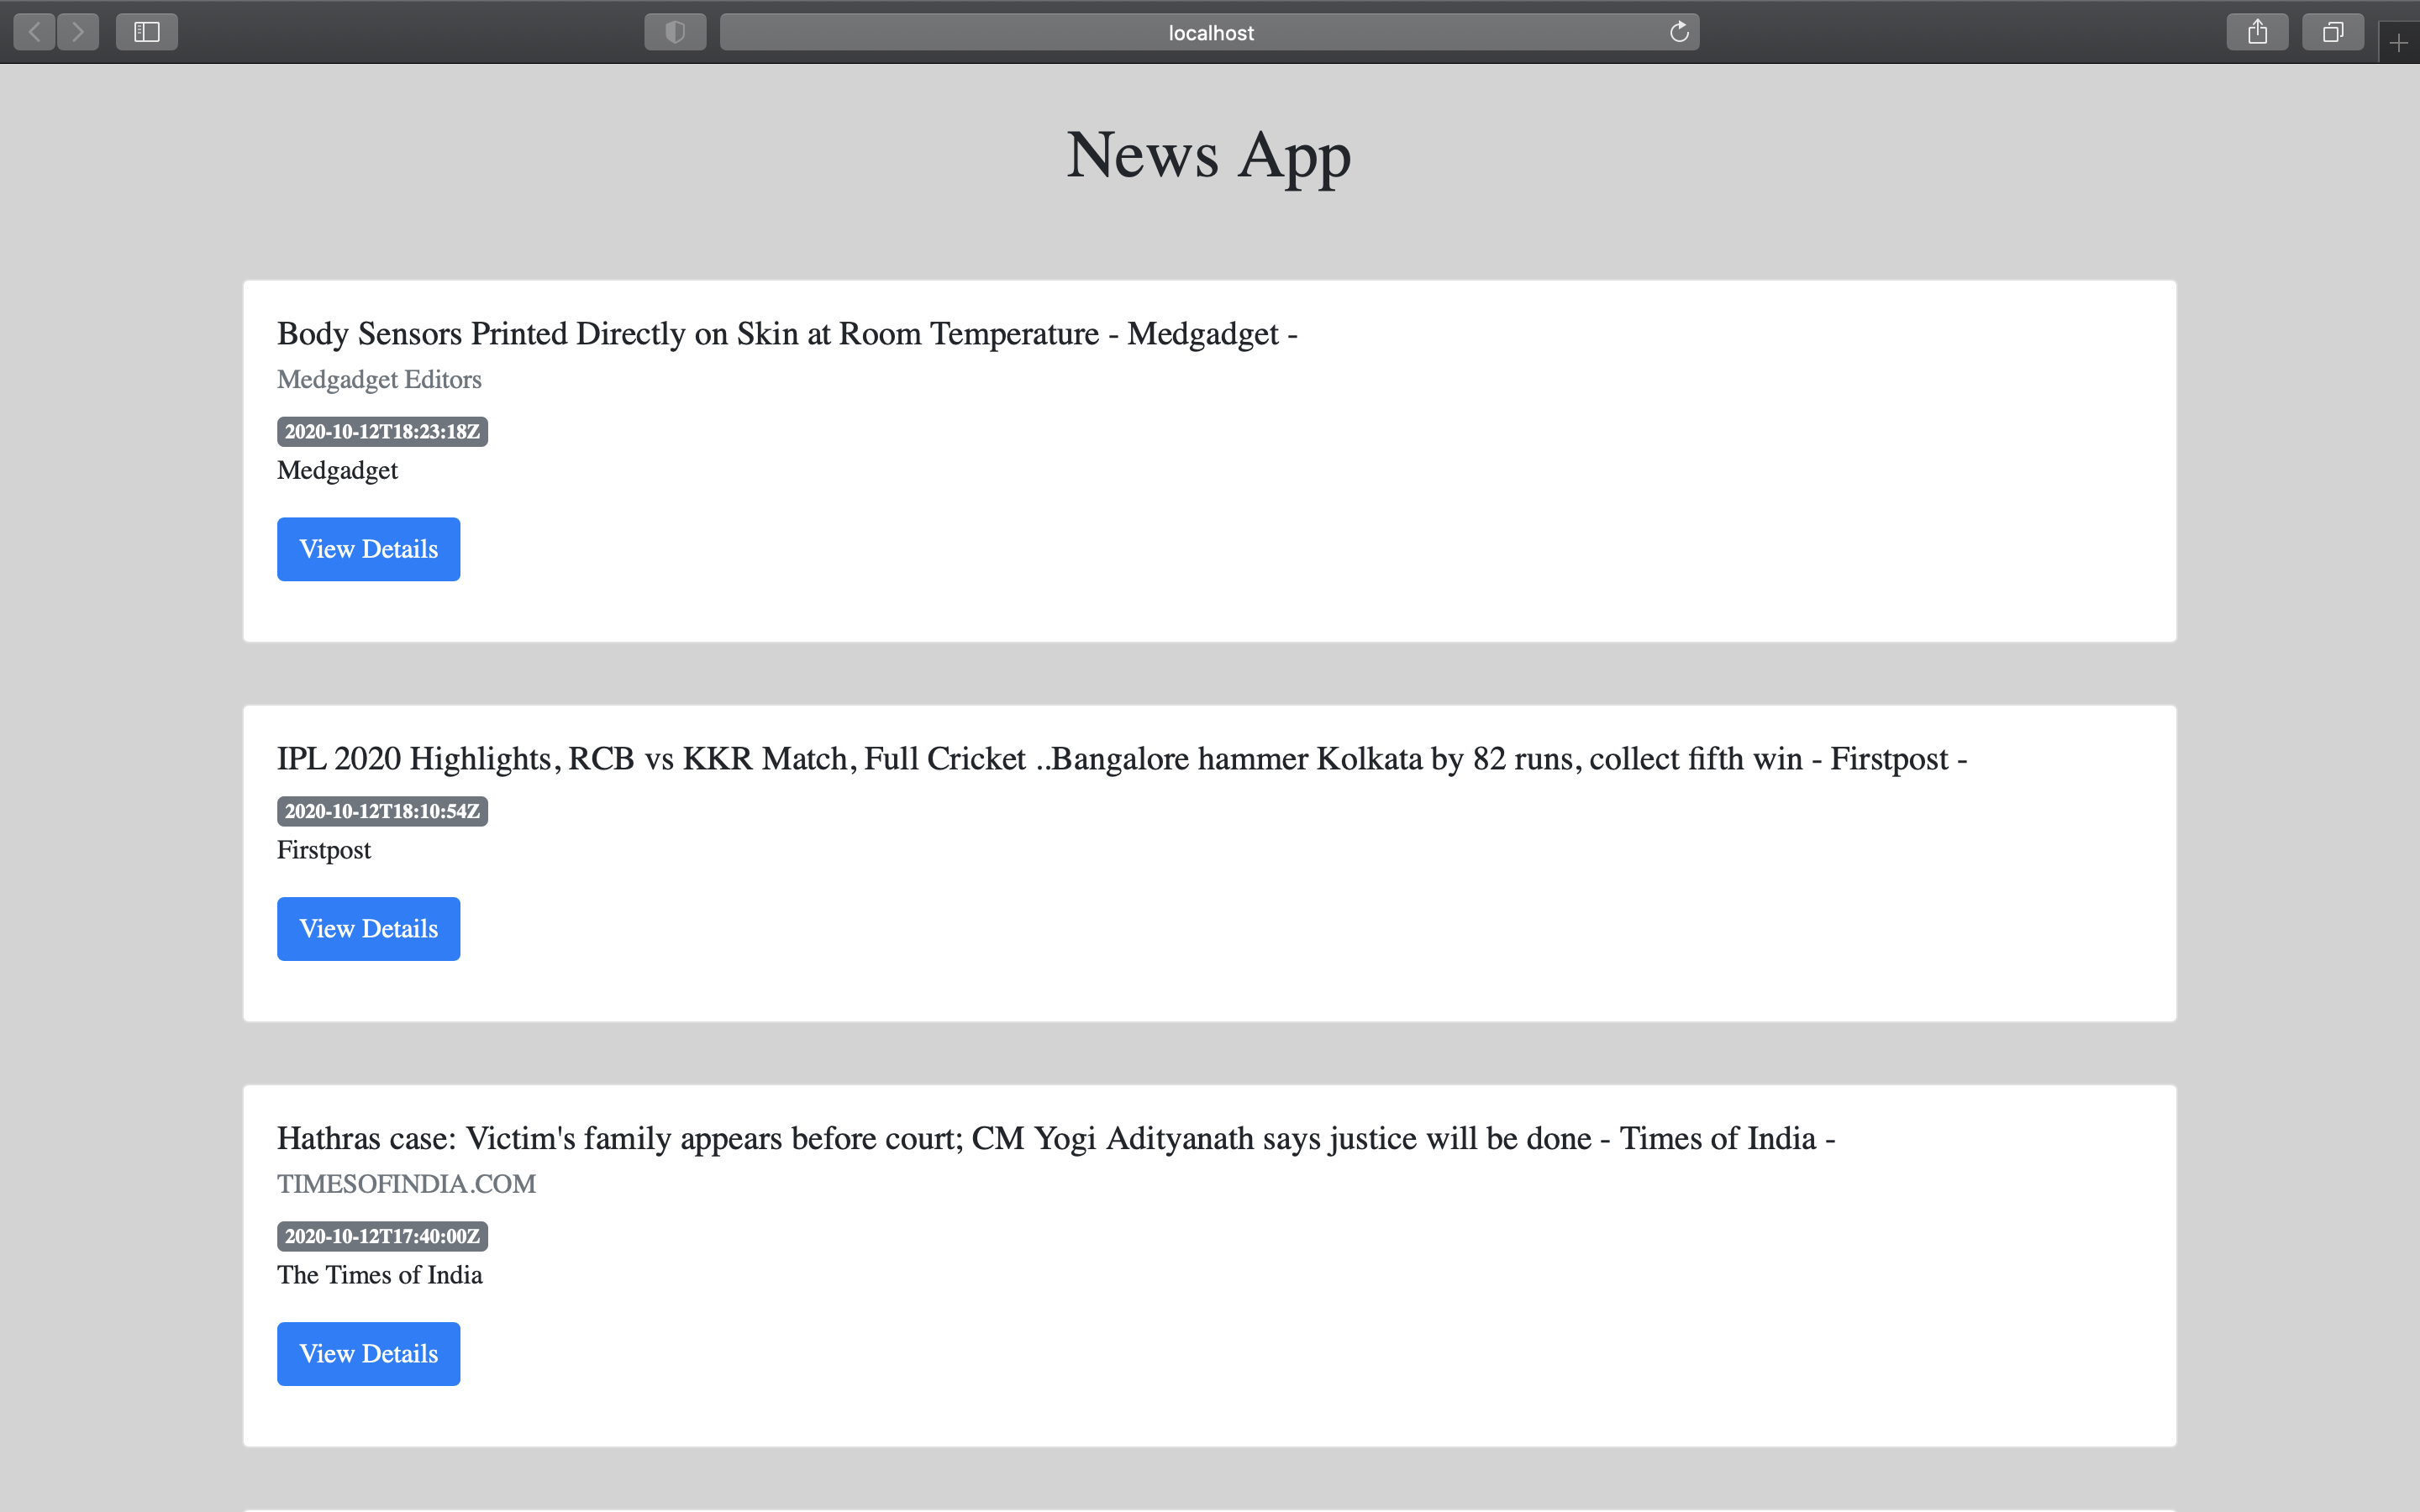 localhost
News App
Body Sensors Printed Directly on Skin at Room Temperature - Medgadget -
Medgadget Editors
2020-10-12T18:23:18Z
Medgadget
View Details
IPL 2020 Highlights, RCB vs KKR Match, Full Cricket ..Bangalore hammer Kolkata by 82 runs, collect fifth win - Firstpost -
2020-10-12T18:10:54Z
Firstpost
View Details
Hathras case: Victim's family appears before court; CM Yogi Adityanath says justice will be done - Times of India -
TIMESOFINDIA.COM
2020-10-12T17:40:00Z
The Times of India
View Details